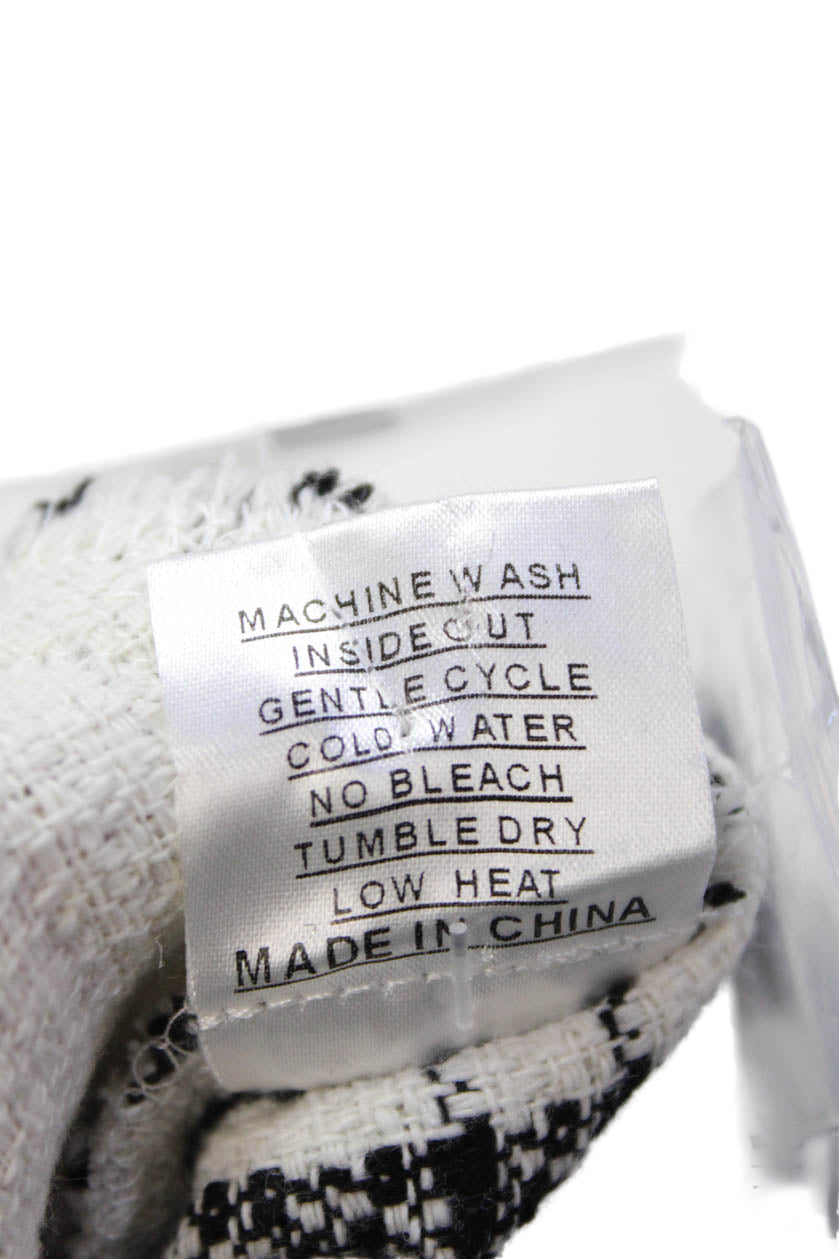 MACHINE WASH
INSIDE OUT
GENTLE CYCLE
COLD WATER
NO BLEACH
TUMBLE DRY
LOW HEAT
MADE IN CHINA